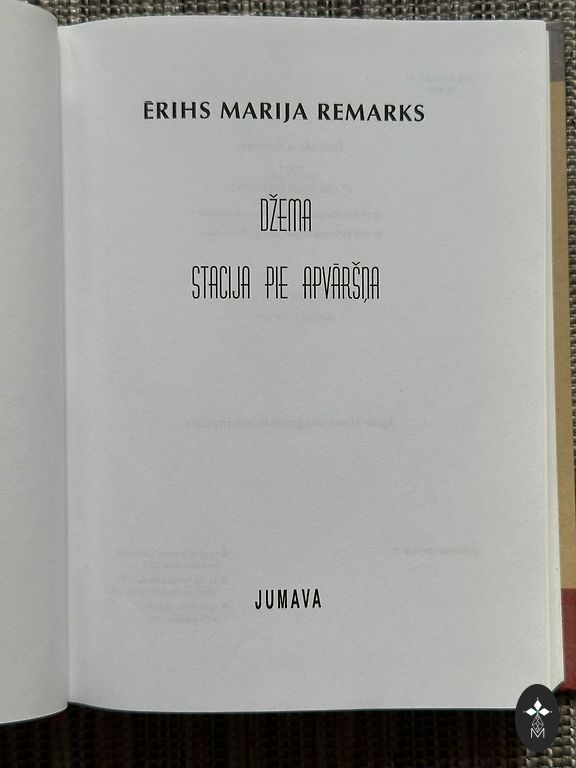 ĒRIHS MARIJA REMARKS
DŽEMA
STACIJA PIE APVĀRŠŅA
JUMAVA